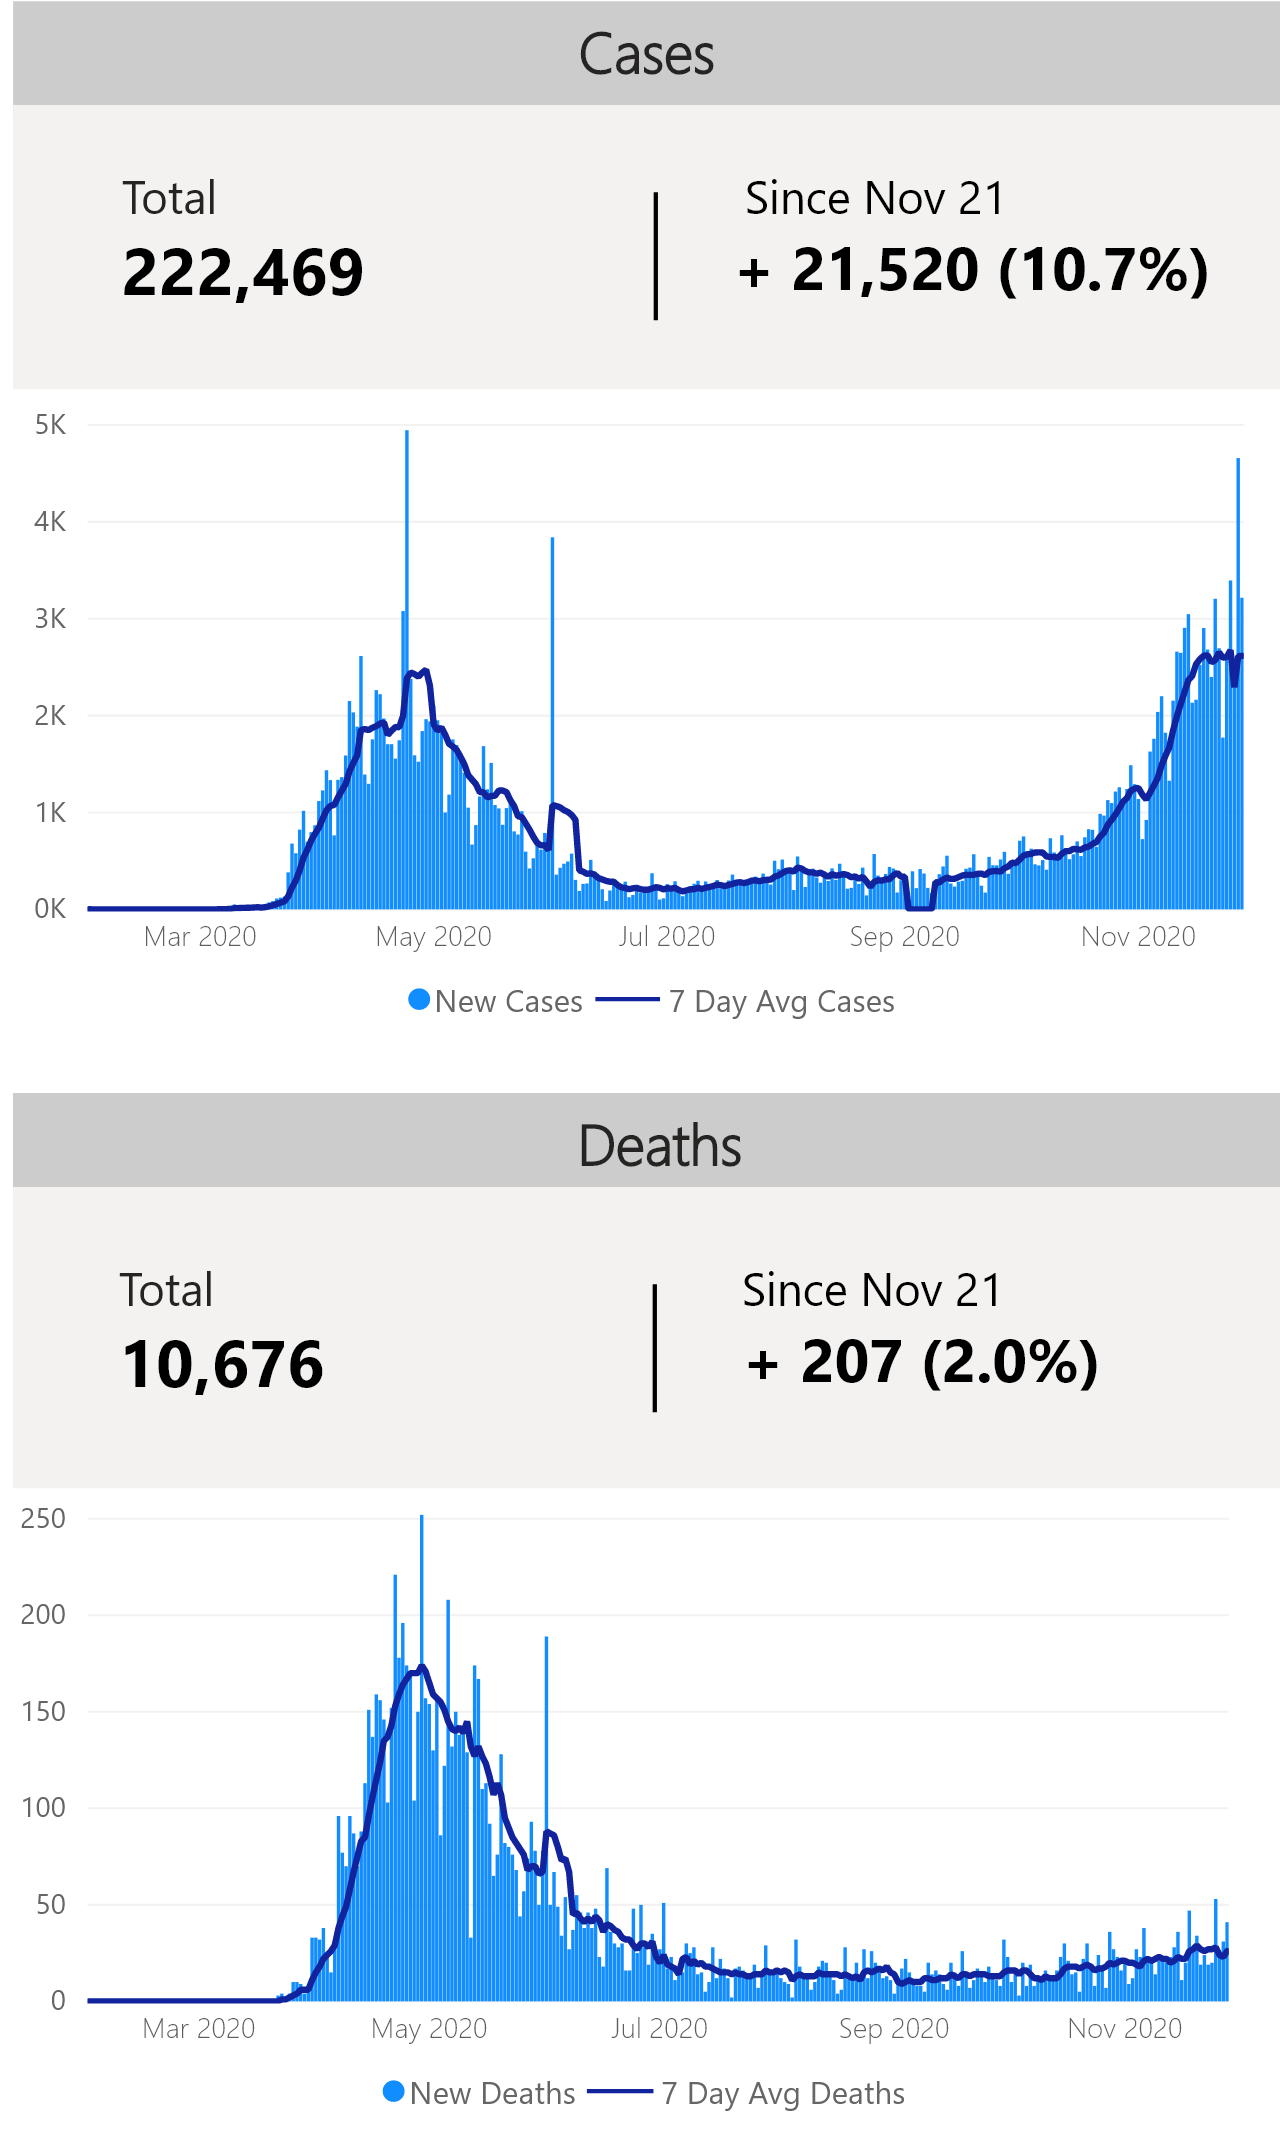 Cases
Total
Since Nov 21
222,469
+ 21,520 (10.7%)
5K
4K
3K
2K
1K
0K
Mar 2020 May 2020 Jul 2020 Sep 2020 Nov 2020
New Cases 7 Day Avg Cases
Deaths
Total
Since Nov 21
10,676
+ 207 (2.0%)
250
200
150
100
50
0
Mar 2020 May 2020 Jul 2020 Sep 2020 Nov 2020
New Deaths 7 Day Avg Deaths